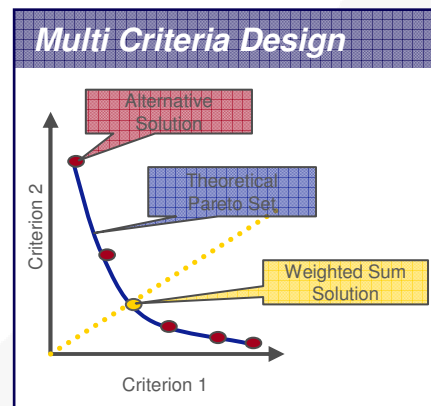 Multi Criteria Design
Alternative
Solution
Theoretical
Pareto Set
Criterion 2
Weighted Sum
Solution
Criterion 1